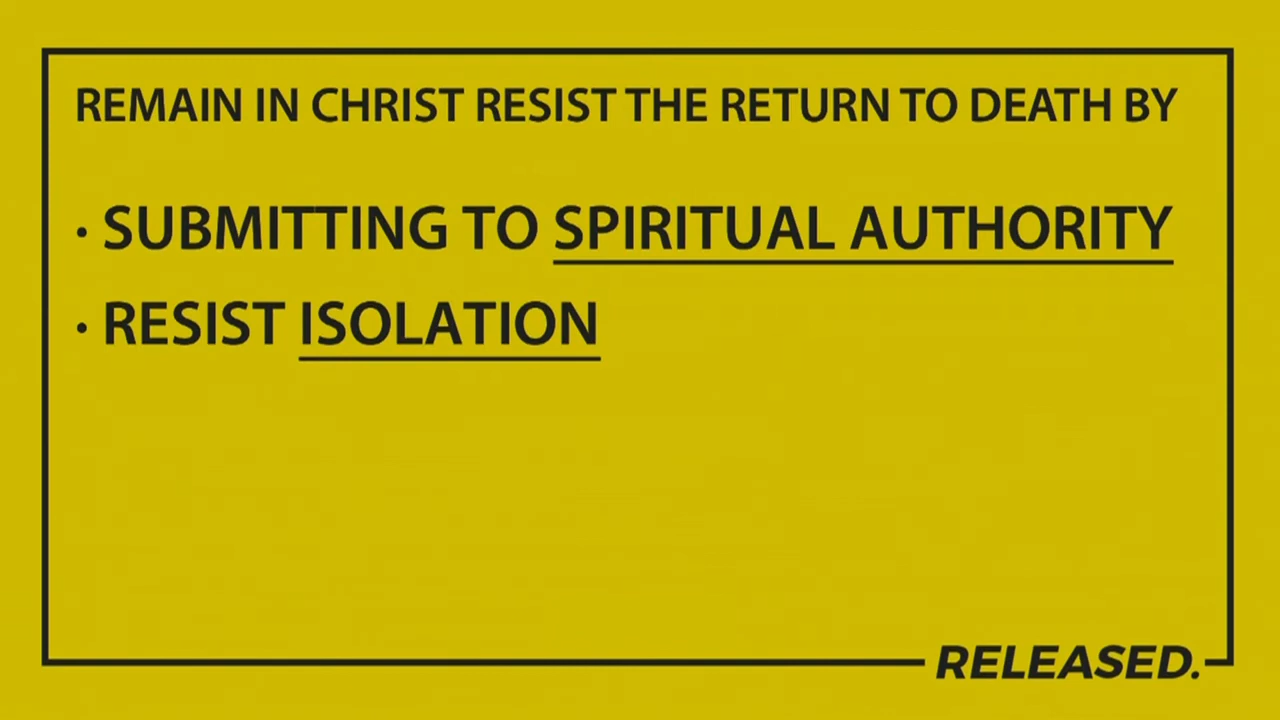 REMAIN IN CHRIST RESIST THE RETURN TO DEATH BY
· SUBMITTING TO SPIRITUAL AUTHORITY
· RESIST ISOLATION
RELEASED.